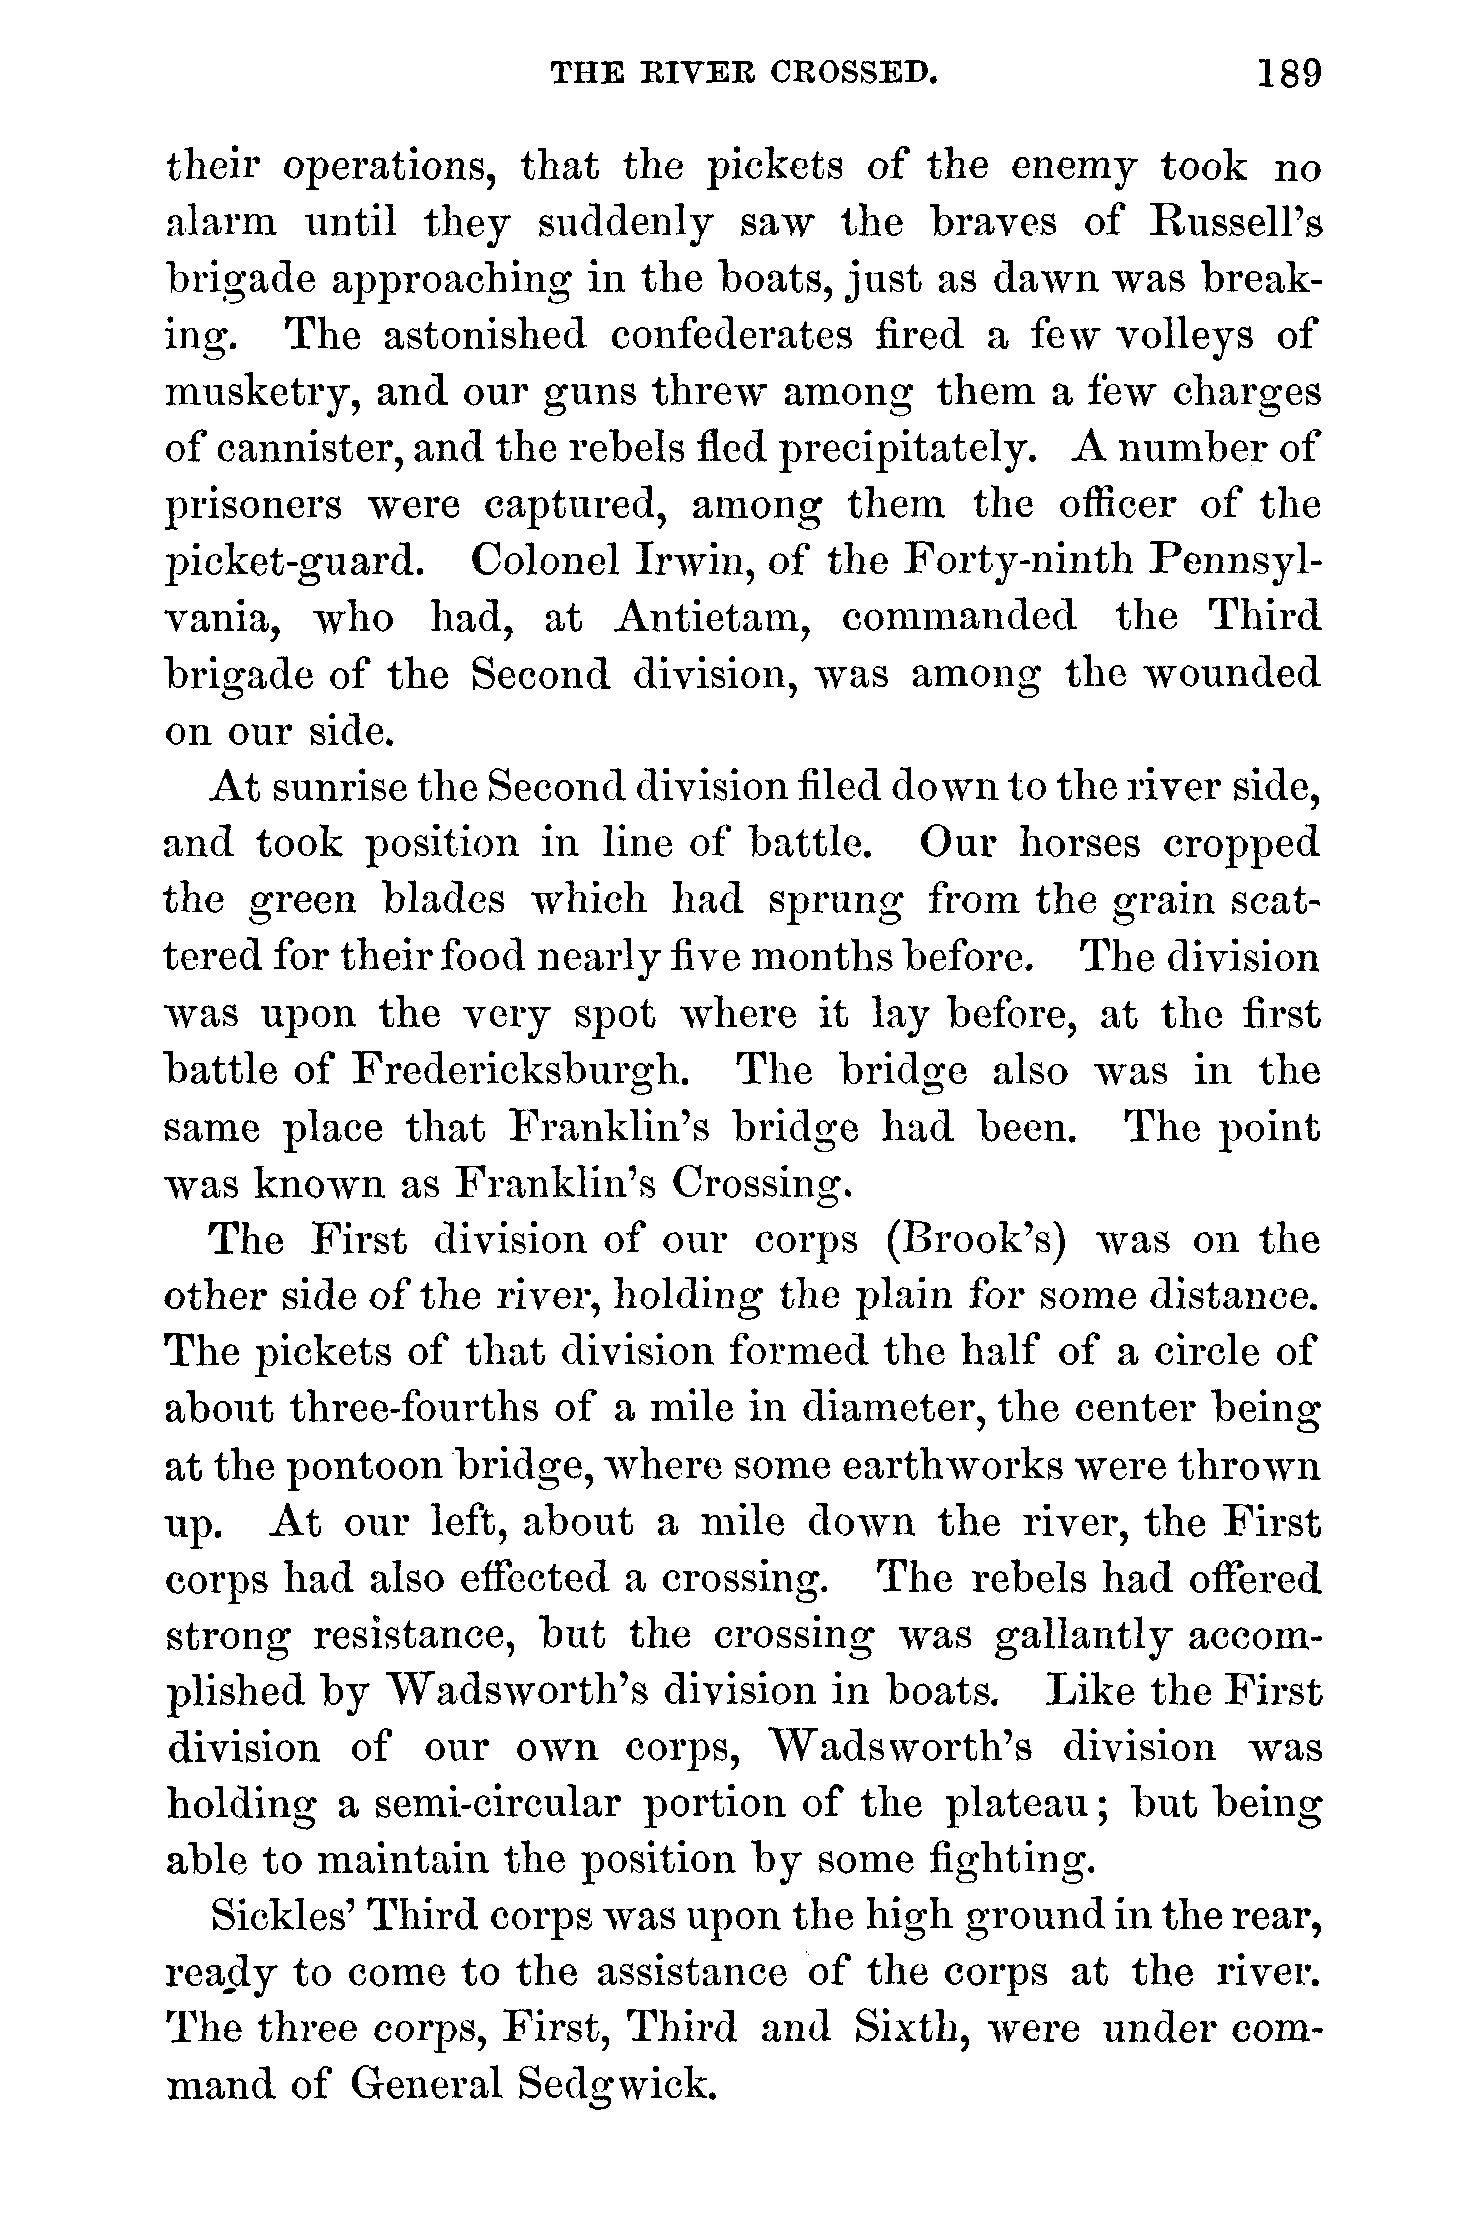 THE RIVER CROSSED. 189
their operations, that the pickets of the enemy took no
alarm until they suddenly saw the braves of Russell's
brigade approaching in the boats, just as dawn was break-
ing. The astonished confederates fired a few volleys of
musketry, and our guns threw among them a few charges
of cannister, and the rebels fled precipitately. A number of
prisoners were captured, among them the officer of the
picket-guard. Colonel Irwin, of the Forty-ninth Pennsyl-
vania, who had, at Antietam, commanded the Third
brigade of the Second division, was among the wounded
on our side.
At sunrise the Second division filed down to the river side,
and took position in line of battle. Our horses cropped
the green blades which had sprung from the grain scat-
tered for their food nearly five months before. The division
was upon the very spot where it lay before, at the first
battle of Fredericksburgh. The bridge also was in the
same place that Franklin's bridge had been. The point
was known as Franklin's Crossing.
The First division of our corps (Brook's) was on the
other side of the river, holding the plain for some distance.
The pickets of that division formed the half of a circle of
about three-fourths of a mile in diameter, the center being
at the pontoon bridge, where some earthworks were thrown
up. At our left, about a mile down the river, the First
corps had also effected a crossing. The rebels had offered
strong resistance, but the crossing was gallantly accom-
plished by Wadsworth's division in boats. Like the First
division of our own corps, Wadsworth's division was
holding a semi-circular portion of the plateau; but being
able to maintain the position by some fighting.
Sickles' Third corps was upon the high ground in the rear,
ready to come to the assistance of the corps at the river.
The three corps, First, Third and Sixth, were under com-
mand of General Sedgwick.